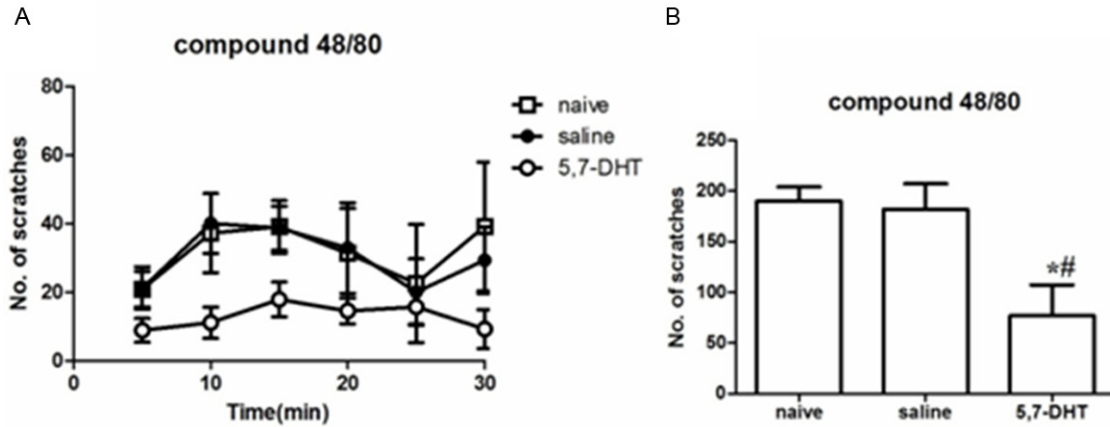 A
compound 48/80
No. of scratches
80
60
40
20
0
0 10 20 30
Time(min)
naive
saline
5,7-DHT
B
compound 48/80
No. of scratches
250
200
150
100
50
0
*#
naive saline 5,7-DHT